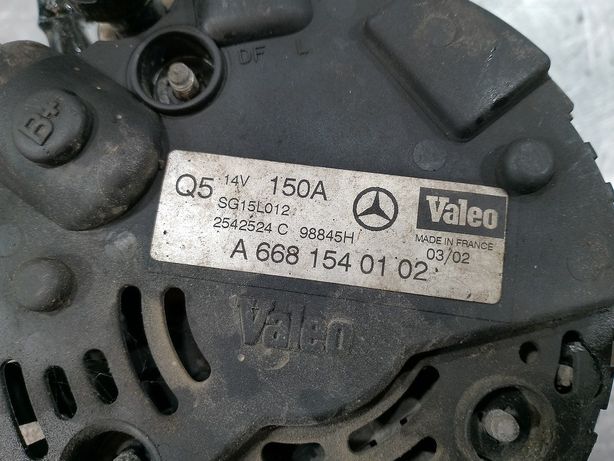 DF L
B+
Q5 14V 150A
SG15L012
2542524 C 98845H
A 668 154 01 02
Valeo
MADE IN FRANCE
03/02
Valeo